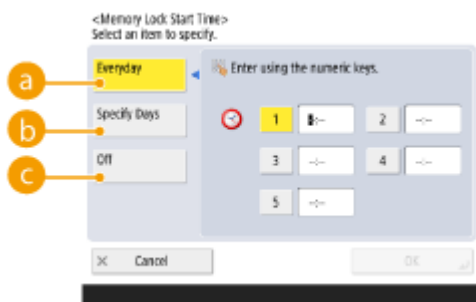 <Memory Lock Start Time>
Select an item to specify.
a
Everyday
Enter using the numeric keys.
b
Specify Days
1 -:-- 2 --:--
c
Off
3 --:-- 4 --:--
5 --:--
× Cancel
OK